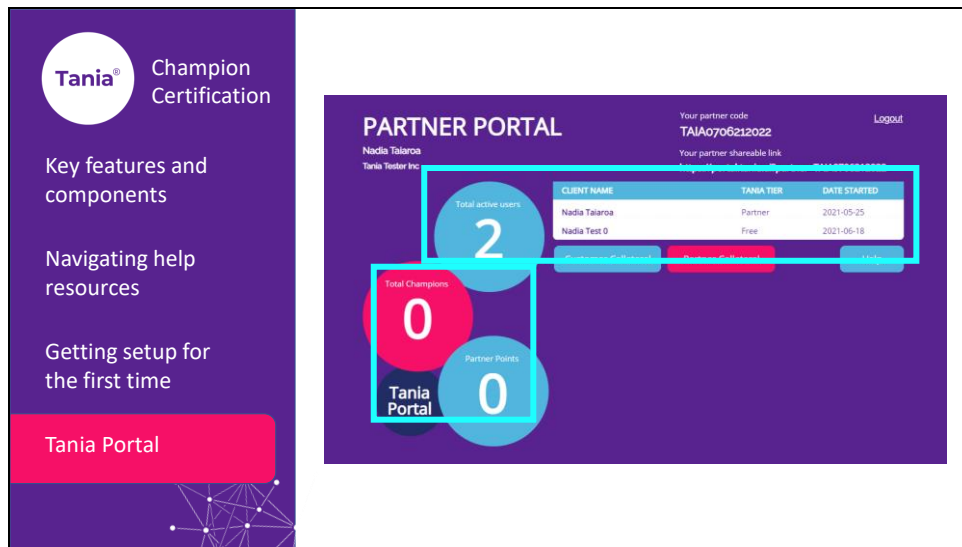 Tania®
Champion
Certification
Key features and
components
Navigating help
resources
Getting setup for
the first time
Tania Portal
PARTNER PORTAL
Nadia Taiaroa
Tania Tester Inc
Your partner code
TAIA0706212022
Your partner shareable link
Logout
Total active users
2
CLIENT NAME TANIA TIER DATE STARTED
Nadia Taiaroa Partner 2021-05-25
Nadia Test 0 Free 2021-06-18
Total Champions
0
Partner Points
0
Tania
Portal